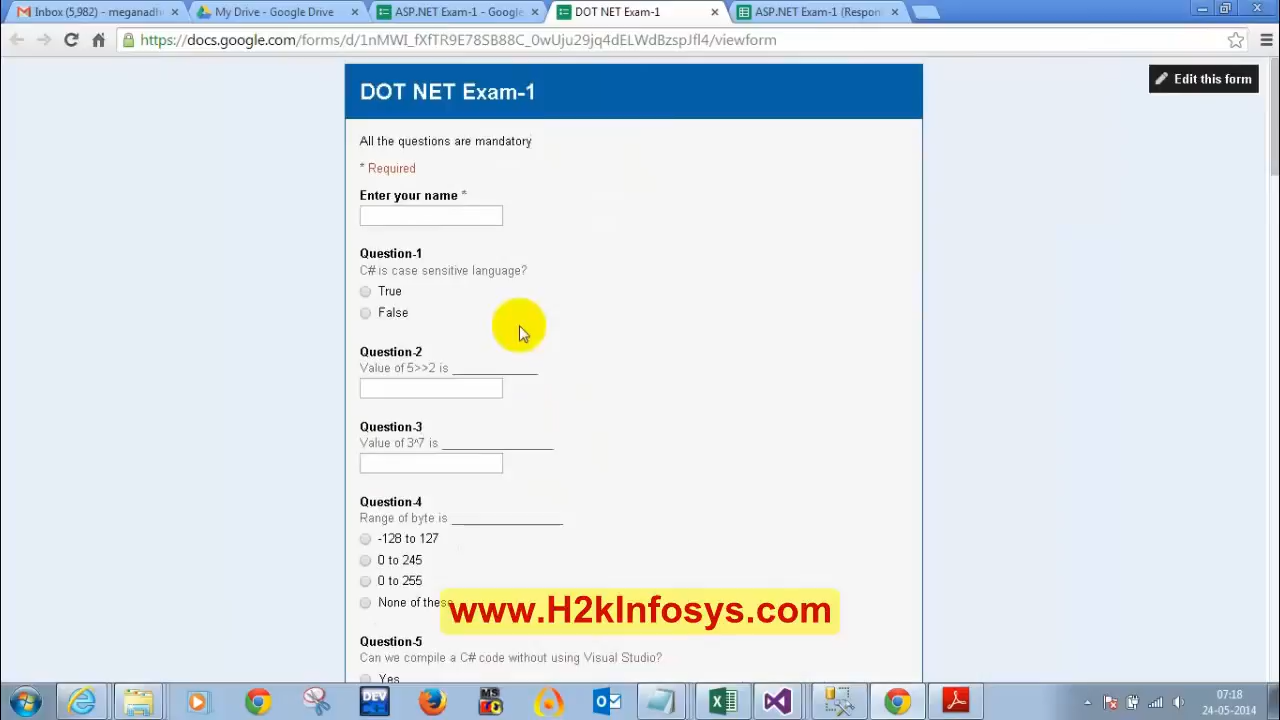 Inbox (5,982) - meganadh
My Drive - Google Drive
ASP.NET Exam-1 - Google
DOT NET Exam-1
ASP.NET Exam-1 (Respon
https://docs.google.com/forms/d/1nMWI_fXfTR9E78SB88C_0wUju29jq4dELWdBzspJfl4/viewform
Edit this form
DOT NET Exam-1
All the questions are mandatory
* Required
Enter your name *
Question-1
C# is case sensitive language?
True
False
Question-2
Value of 5>>2 is ____________
Question-3
Value of 3^7 is ________________
Question-4
Range of byte is ________________
-128 to 127
0 to 245
0 to 255
None of these
www.H2kInfosys.com
Question-5
Can we compile a C# code without using Visual Studio?
Yes
DEV
MS
07:18
24-05-2014